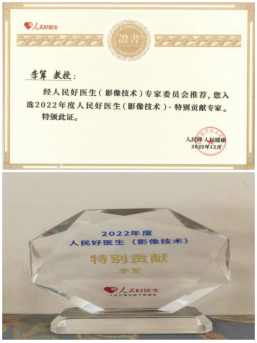 人民好医生
證書
李军 教授：
经人民好医生（影像技术）专家委员会推荐，您入
选2022年度人民好医生（影像技术）·特别贡献专家。
特颁此证。
人民网·人民健康
2022年12月
2022年度
人民好医生（影像技术）
特别贡献
李军
人民好医生